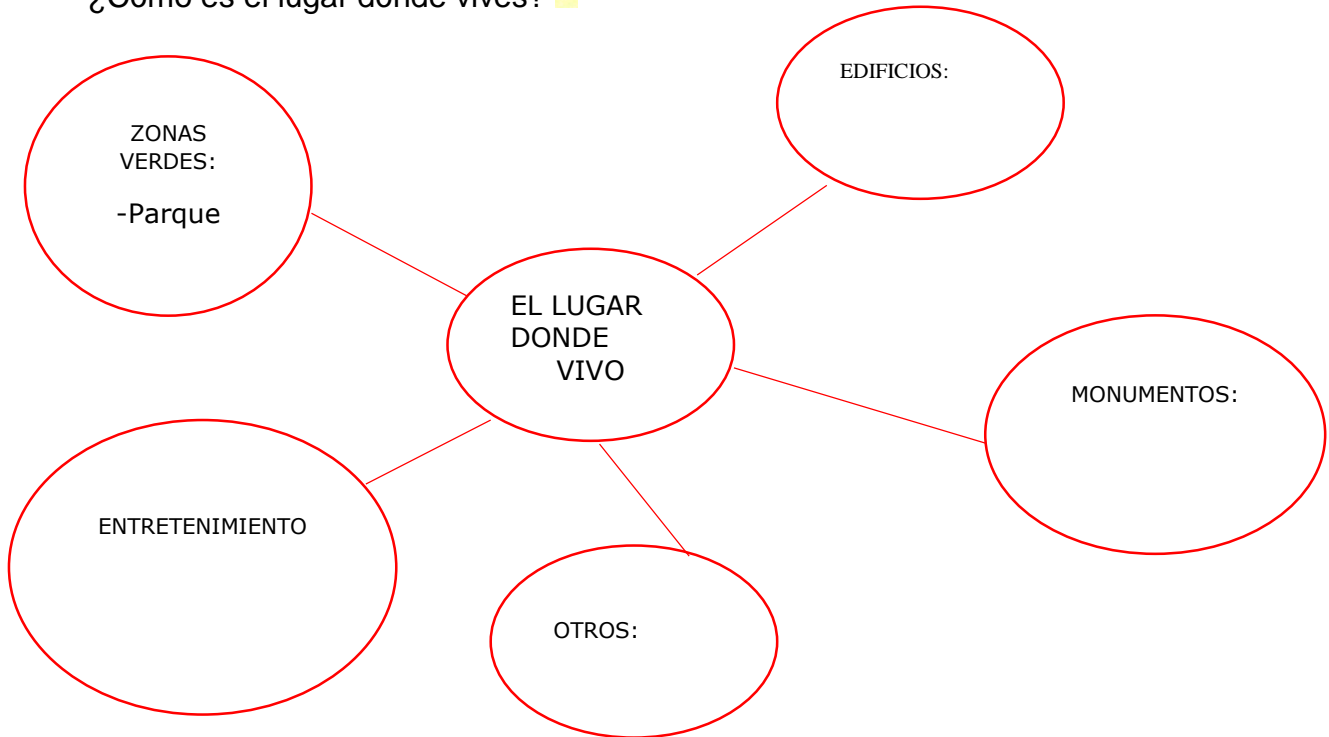 ¿Cómo es el lugar donde vives?
EDIFICIOS:
ZONAS
VERDES:
-Parque
EL LUGAR
DONDE
VIVO
MONUMENTOS:
ENTRETENIMIENTO
OTROS: